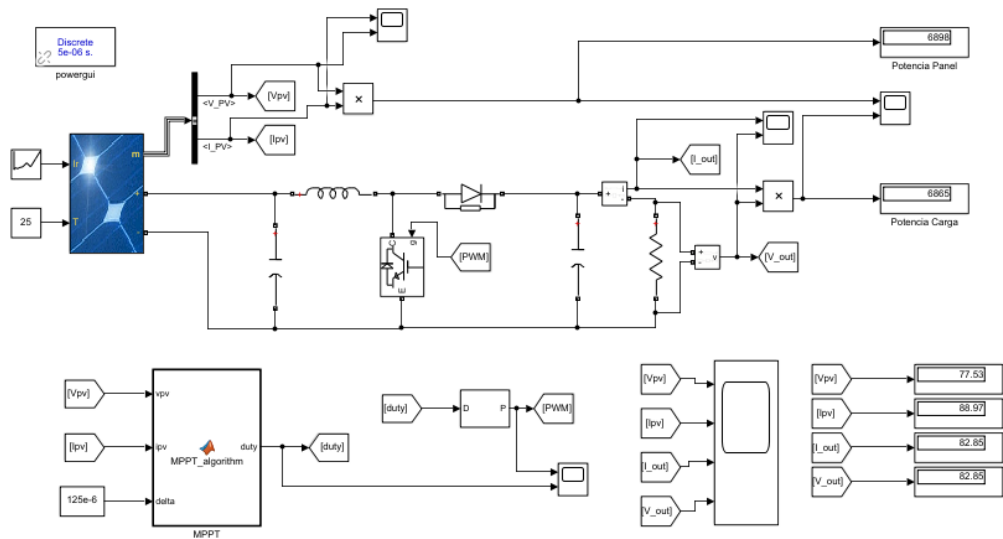 Discrete
5e-06 s.
powergui
<V_PV>
<I_PV>
[Vpv]
[Ipv]
×
6898
Potencia Panel
Ir
m
+
T
-
25
[I_out]
×
6865
Potencia Carga
g
C
E
[PWM]
+
i
-
+
-
v
[V_out]
[Vpv]
[Ipv]
125e-6
vpv
ipv
delta
MPPT_algorithm
duty
MPPT
[duty]
[duty]
D
P
[PWM]
[Vpv]
[Ipv]
[I_out]
[V_out]
[Vpv]
77.53
[Ipv]
88.97
[I_out]
82.85
[V_out]
82.85